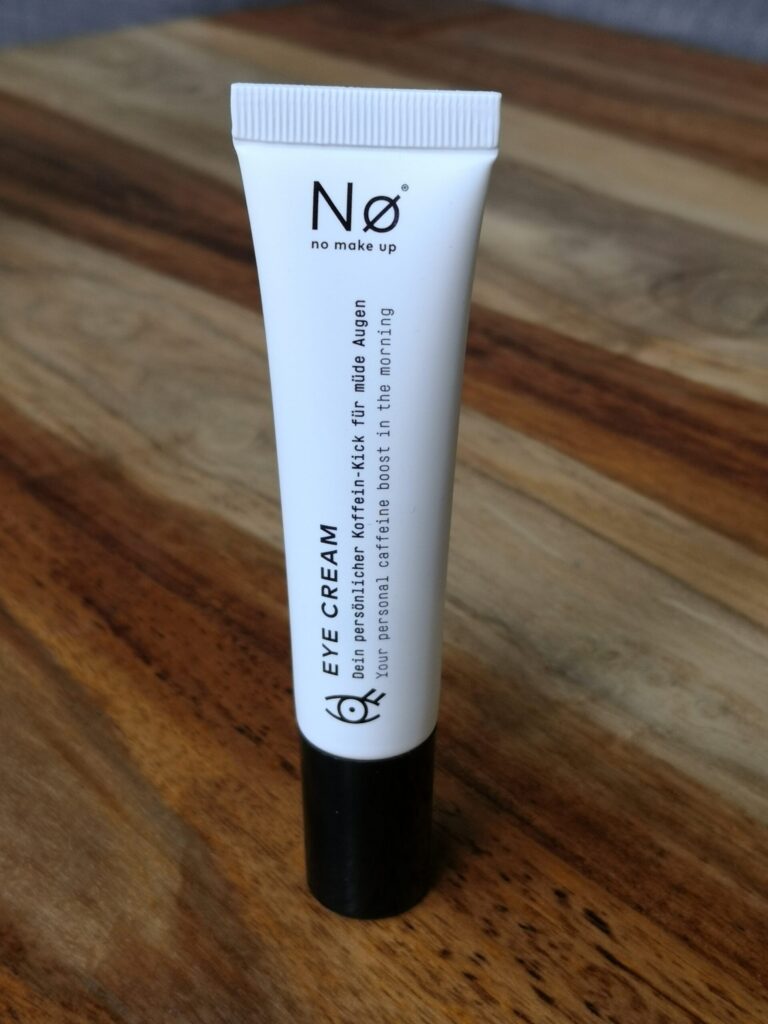 Nø®
no make up
EYE CREAM
Dein persönlicher Koffein-Kick für müde Augen
Your personal caffeine boost in the morning